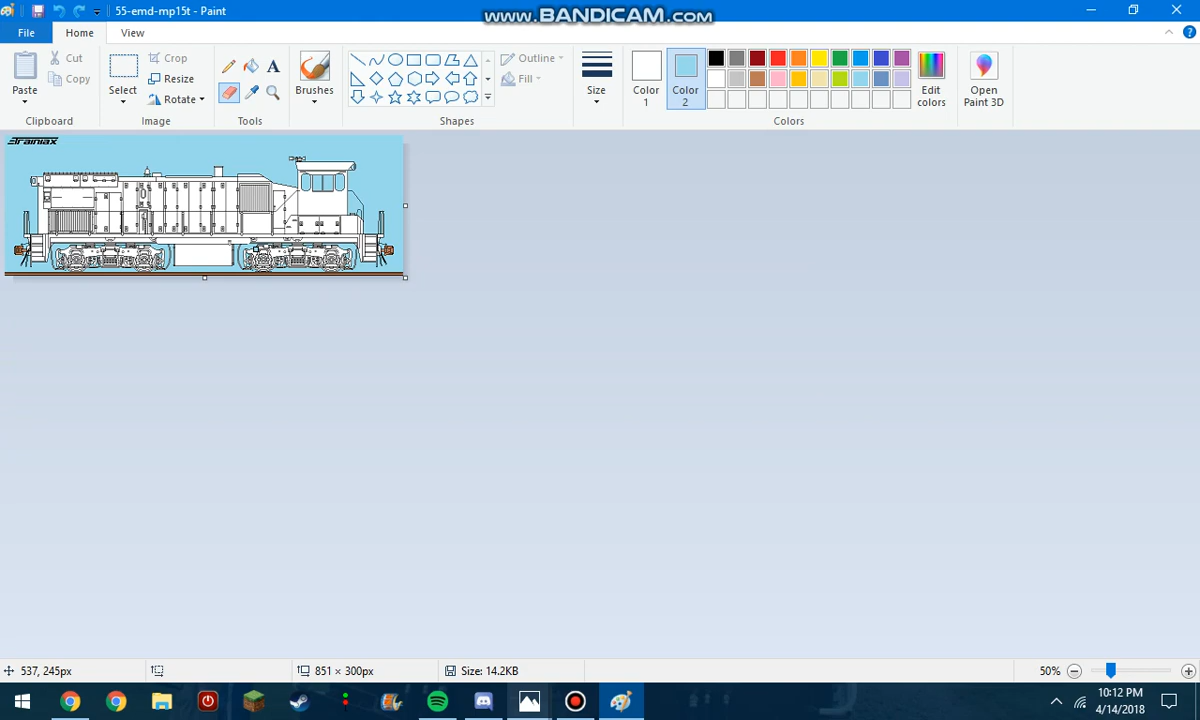 55-emd-mp15t - Paint
www.BANDICAM.com
File
Home
View
Paste
Cut
Copy
Clipboard
Select
Crop
Resize
Rotate
Image
A
Tools
Brushes
Shapes
Outline
Fill
Size
Color 1
Color 2
Colors
Edit colors
Open Paint 3D
Trainiax
537, 245px
851 × 300px
Size: 14.2KB
50%
10:12 PM
4/14/2018